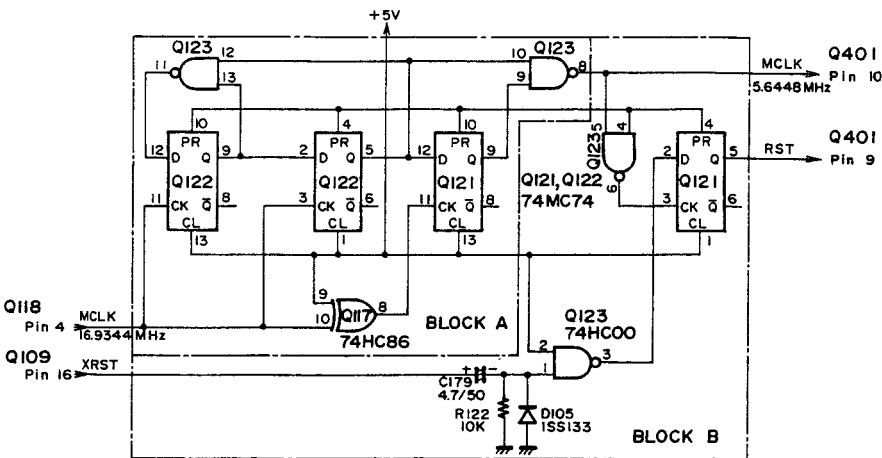 +5V
Q123
11
12
13
10
9
Q123
8
MCLK
5.6448MHz
Q401
Pin 10
10
PR
12
D
Q
9
Q122
11
CK
Q̅
8
CL
13
4
PR
2
D
Q
5
Q122
3
CK
Q̅
6
CL
1
10
PR
12
D
Q
9
Q121
11
CK
Q̅
8
CL
13
5
4
Q123
6
Q121, Q122
74MC74
4
PR
2
D
Q
5
Q121
3
CK
Q̅
6
CL
1
RST
Q401
Pin 9
Q118
Pin 4
MCLK
16.9344MHz
9
10
Q117
8
74HC86
BLOCK A
Q109
Pin 16
XRST
+
-
C179
4.7/50
R122
10K
D105
1SS133
Q123
74HC00
2
1
3
BLOCK B